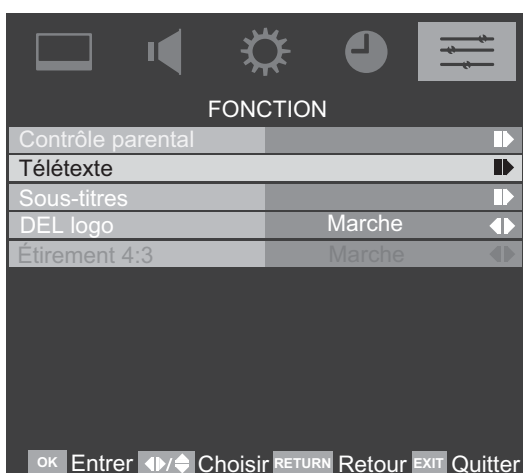 FONCTION
Contrôle parental
Télétexte
Sous-titres
DEL logo Marche
Étirement 4:3 Marche
OK Entrer / Choisir RETURN Retour EXIT Quitter